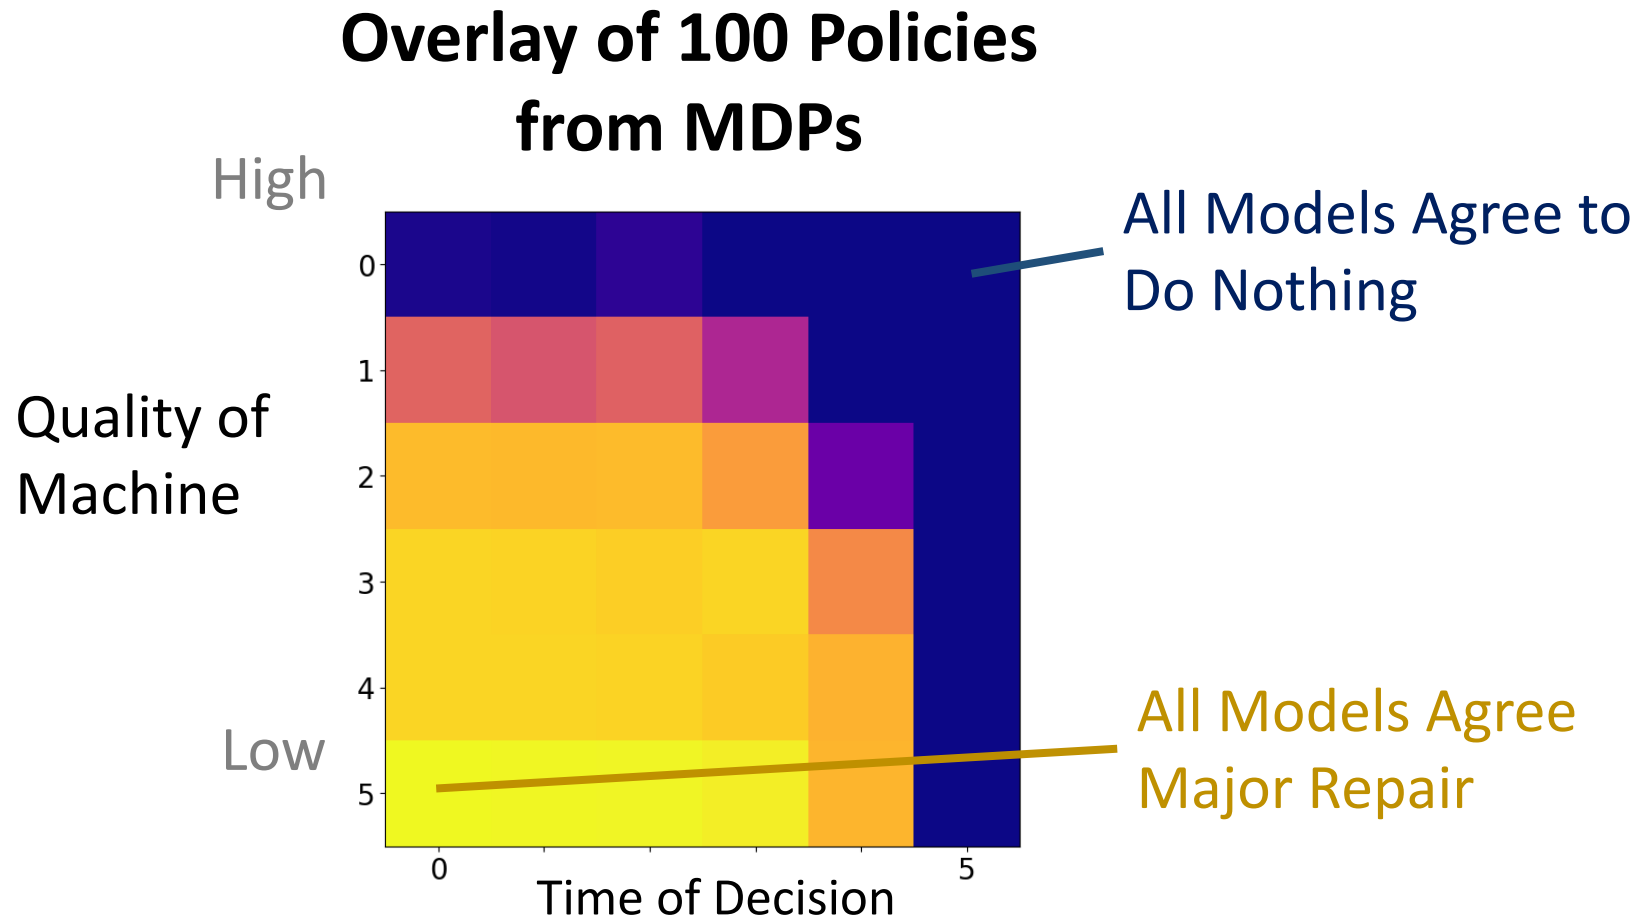 Overlay of 100 Policies
from MDPs
High
All Models Agree to
Do Nothing
0
1
Quality of
Machine
2
3
4
All Models Agree
Low
Major Repair
5
0
5
Time of Decision